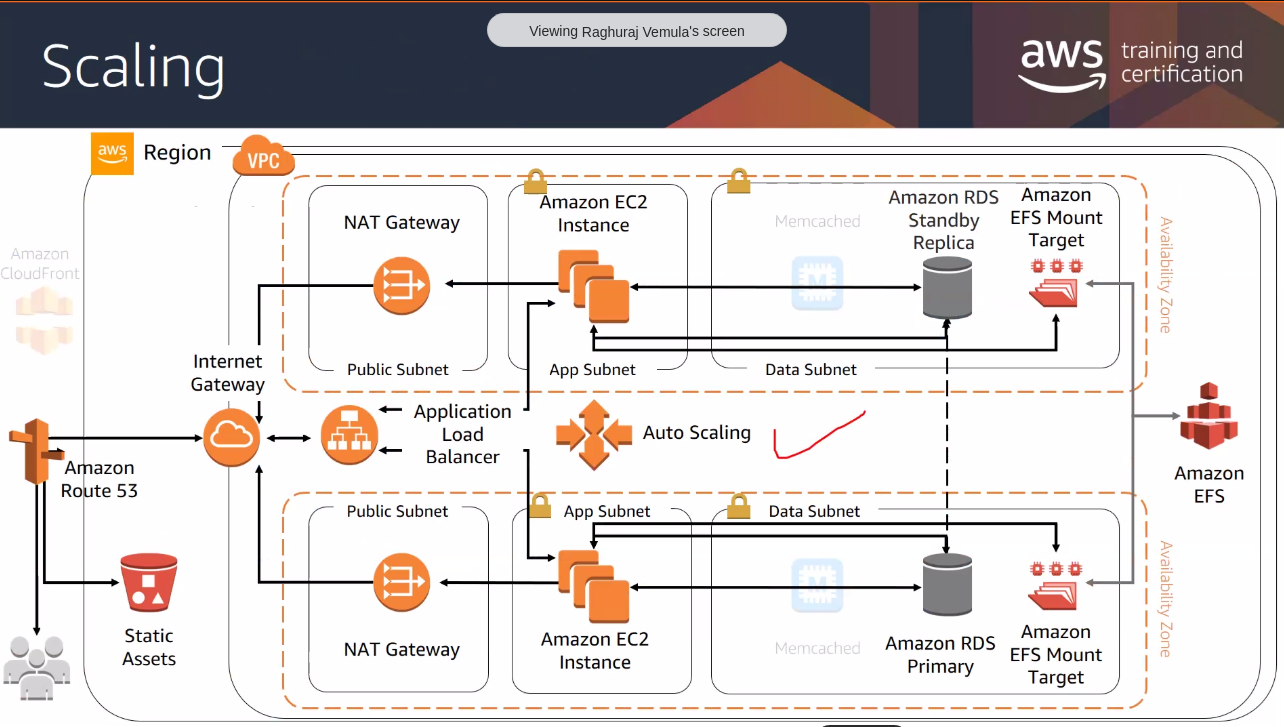 Viewing Raghuraj Vemula's screen
Scaling
aws
training and
certification
aws
Region
VPC
Amazon
CloudFront
NAT Gateway
Amazon EC2
Instance
Memcached
M
Amazon RDS
Standby
Replica
Amazon
EFS Mount
Target
Availability Zone
Public Subnet
App Subnet
Data Subnet
Internet
Gateway
Application
Load
Balancer
Auto Scaling
Amazon
Route 53
Amazon
EFS
Public Subnet
App Subnet
Data Subnet
Static
Assets
NAT Gateway
Amazon EC2
Instance
M
Memcached
Amazon RDS
Primary
Amazon
EFS Mount
Target
Availability Zone